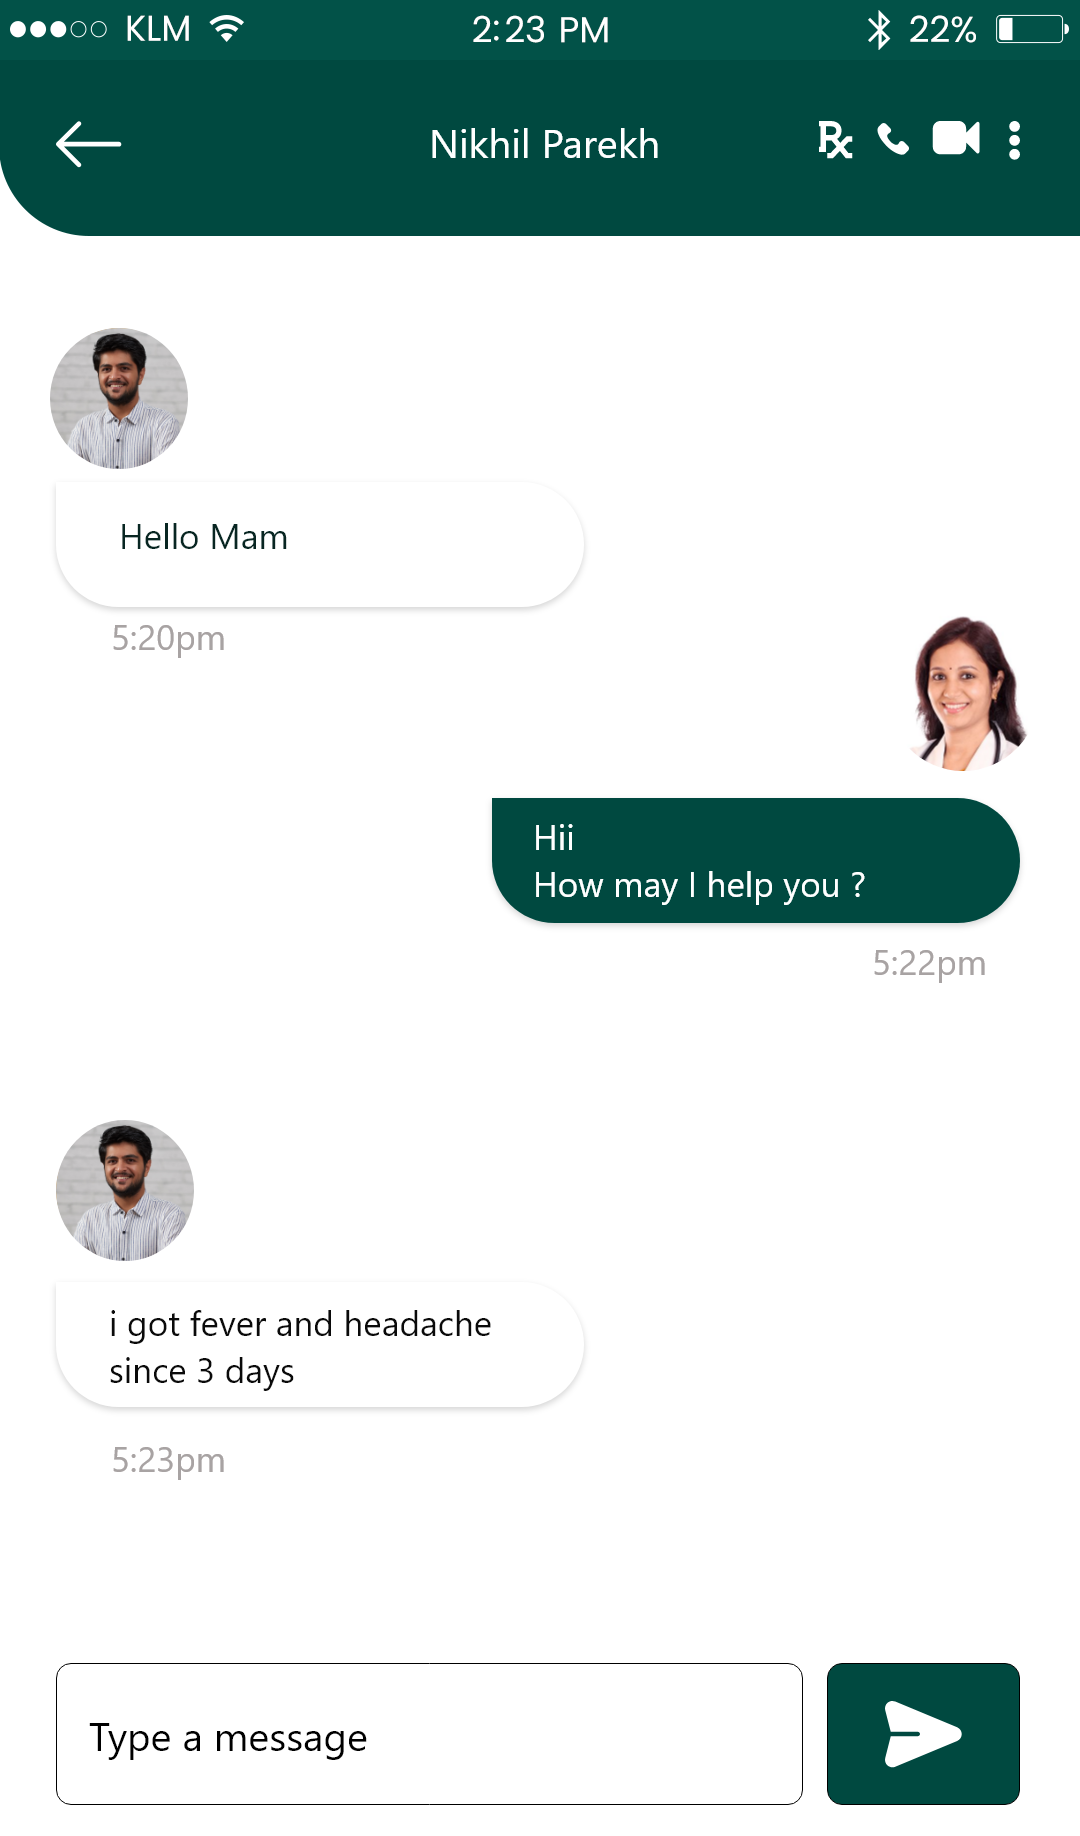 KLM 2:23 PM 22%
Nikhil Parekh Rx
Hello Mam
5:20pm
Hii
How may I help you ?
5:22pm
i got fever and headache
since 3 days
5:23pm
Type a message